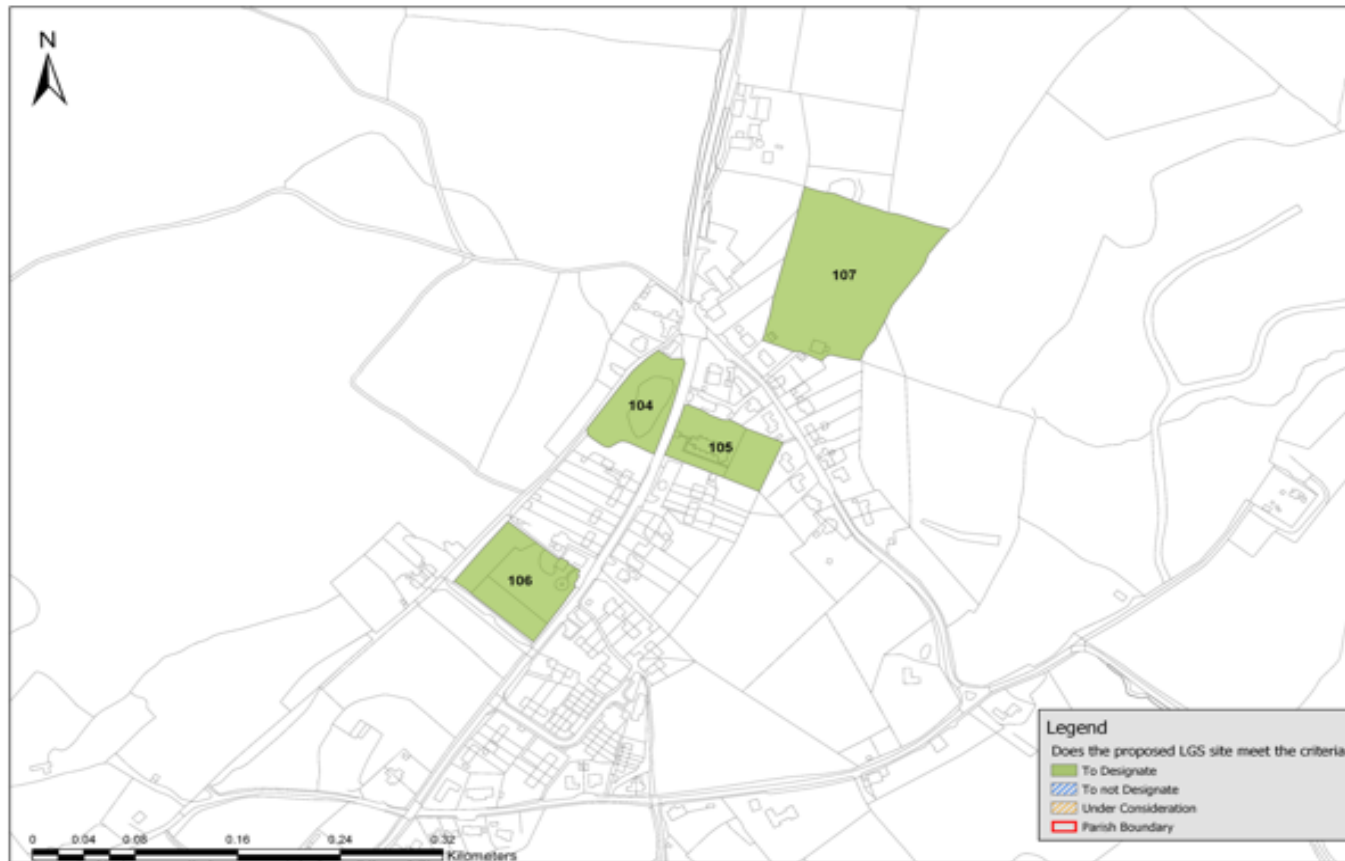 N
107
104
105
106
Legend
Does the proposed LGS site meet the criteria
To Designate
To not Designate
Under Consideration
Parish Boundary
0 0.04 0.08 0.16 0.24 0.32
Kilometers